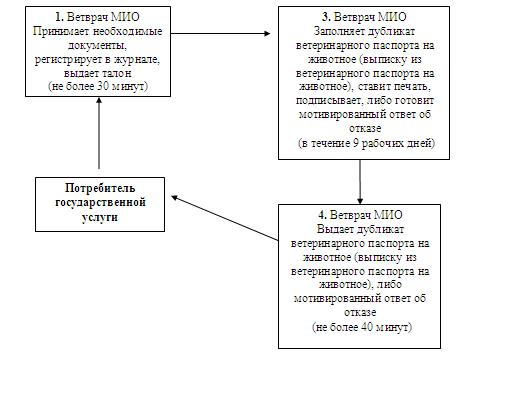 1. Ветврач МИО
Принимает необходимые
документы,
регистрирует в журнале,
выдает талон
(не более 30 минут)
3. Ветврач МИО
Заполняет дубликат
ветеринарного паспорта на
животное (выписку из
ветеринарного паспорта на
животное), ставит печать,
подписывает, либо готовит
мотивированный ответ об
отказе
(в течение 9 рабочих дней)
Потребитель
государственной
услуги
4. Ветврач МИО
Выдает дубликат
ветеринарного паспорта на
животное (выписку из
ветеринарного паспорта на
животное), либо
мотивированный ответ об
отказе
(не более 40 минут)